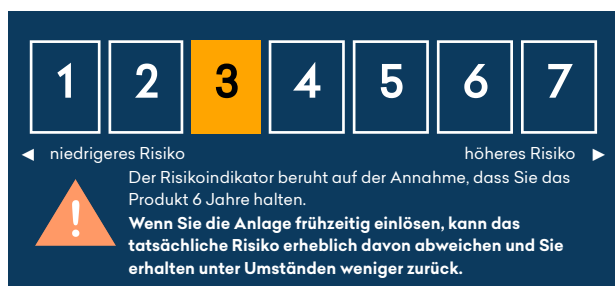 1 2 3 4 5 6 7
◄ niedrigeres Risiko höheres Risiko ►
Der Risikoindikator beruht auf der Annahme, dass Sie das
Produkt 6 Jahre halten.
Wenn Sie die Anlage frühzeitig einlösen, kann das
tatsächliche Risiko erheblich davon abweichen und Sie
erhalten unter Umständen weniger zurück.
!